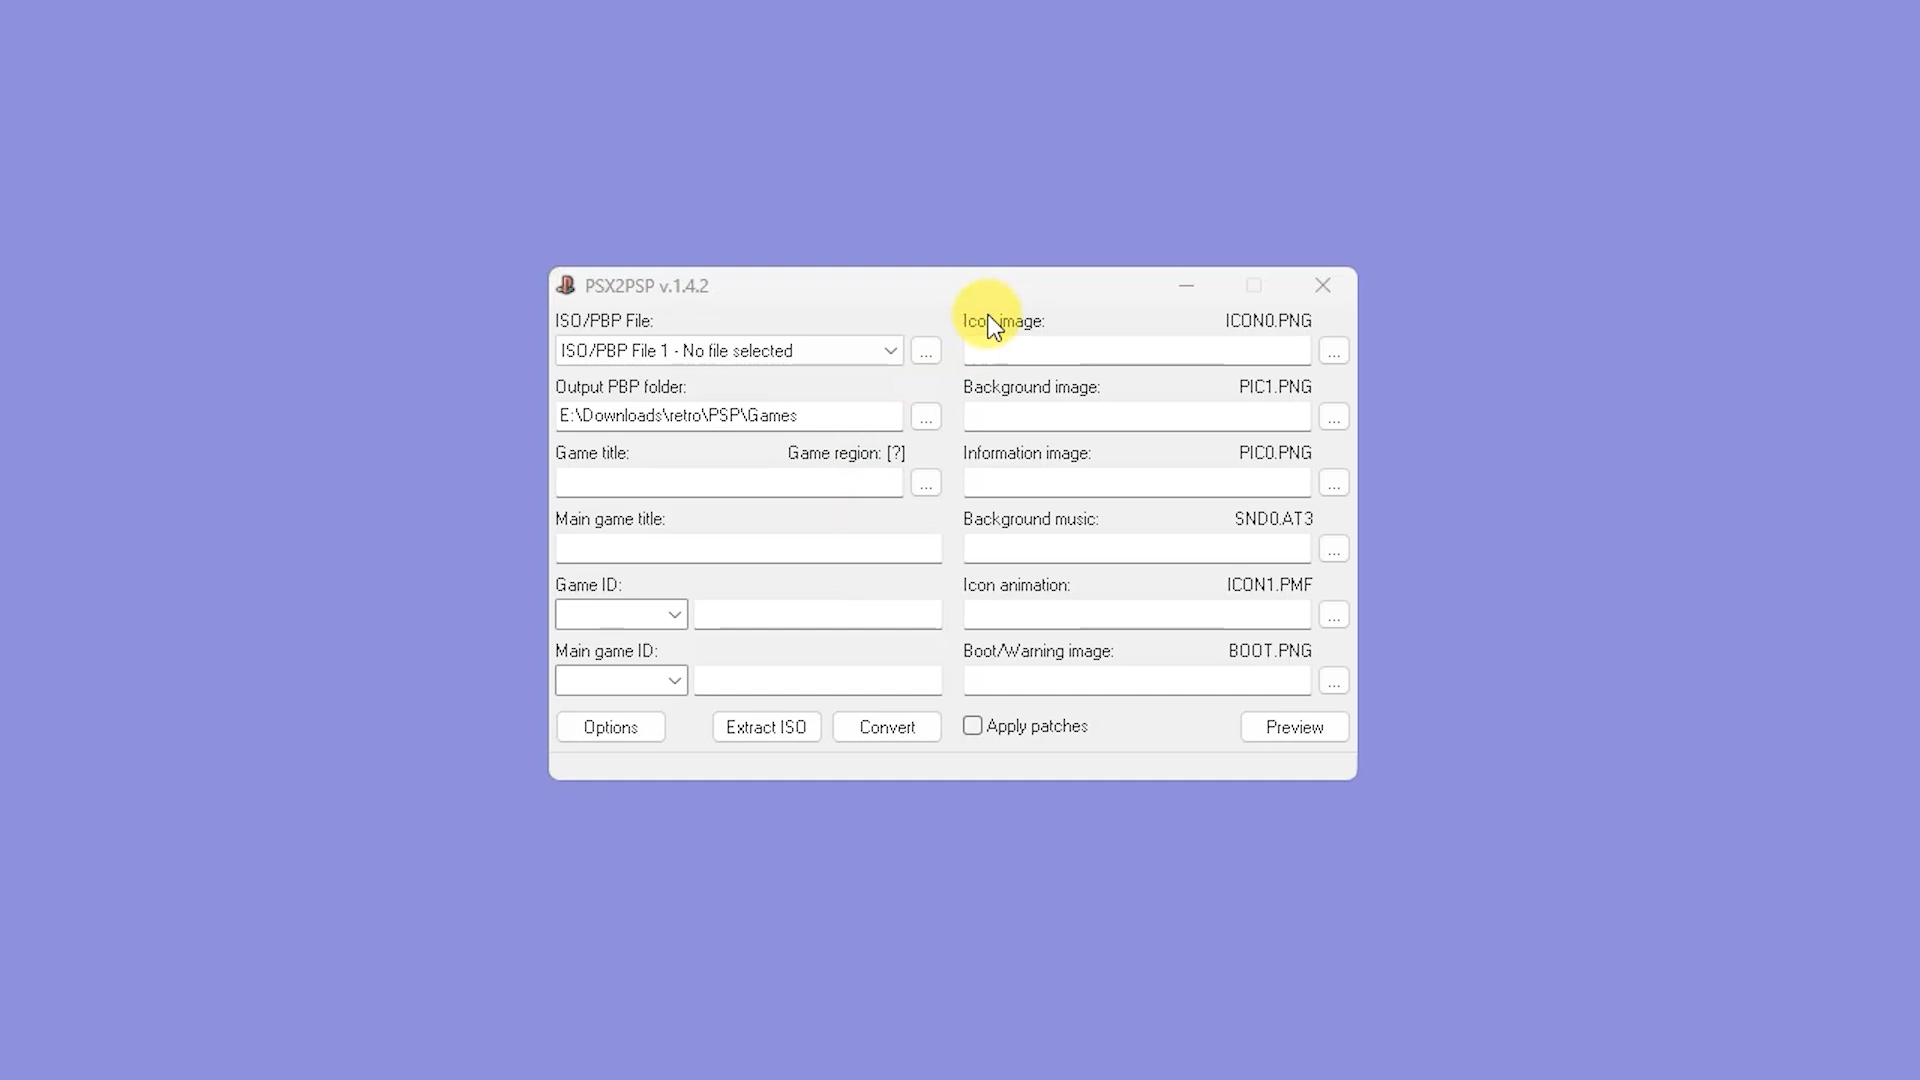 PSX2PSP v.1.4.2
ISO/PBP File:
ISO/PBP File 1 - No file selected
...
Output PBP folder:
E:\Downloads\retro\PSP\Games
...
Game title: Game region: [?]
...
Main game title:
Game ID:
Main game ID:
Options Extract ISO Convert
Icon image: ICON0.PNG
...
Background image: PIC1.PNG
...
Information image: PIC0.PNG
...
Background music: SND0.AT3
...
Icon animation: ICON1.PMF
...
Boot/Warning image: BOOT.PNG
...
Apply patches Preview